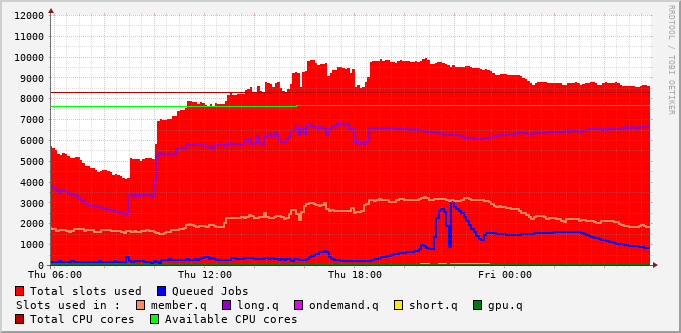 12000
11000
10000
9000
8000
7000
6000
5000
4000
3000
2000
1000
0
Thu 06:00 Thu 12:00 Thu 18:00 Fri 00:00
Total slots used Queued Jobs
Slots used in : member.q long.q ondemand.q short.q gpu.q
Total CPU cores Available CPU cores
RRDTOOL / TOBI OETIKER